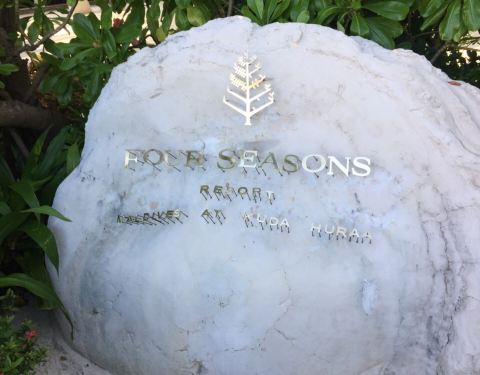 FOUR SEASONS
RESORT
MALDIVES AT KUDA HURAA